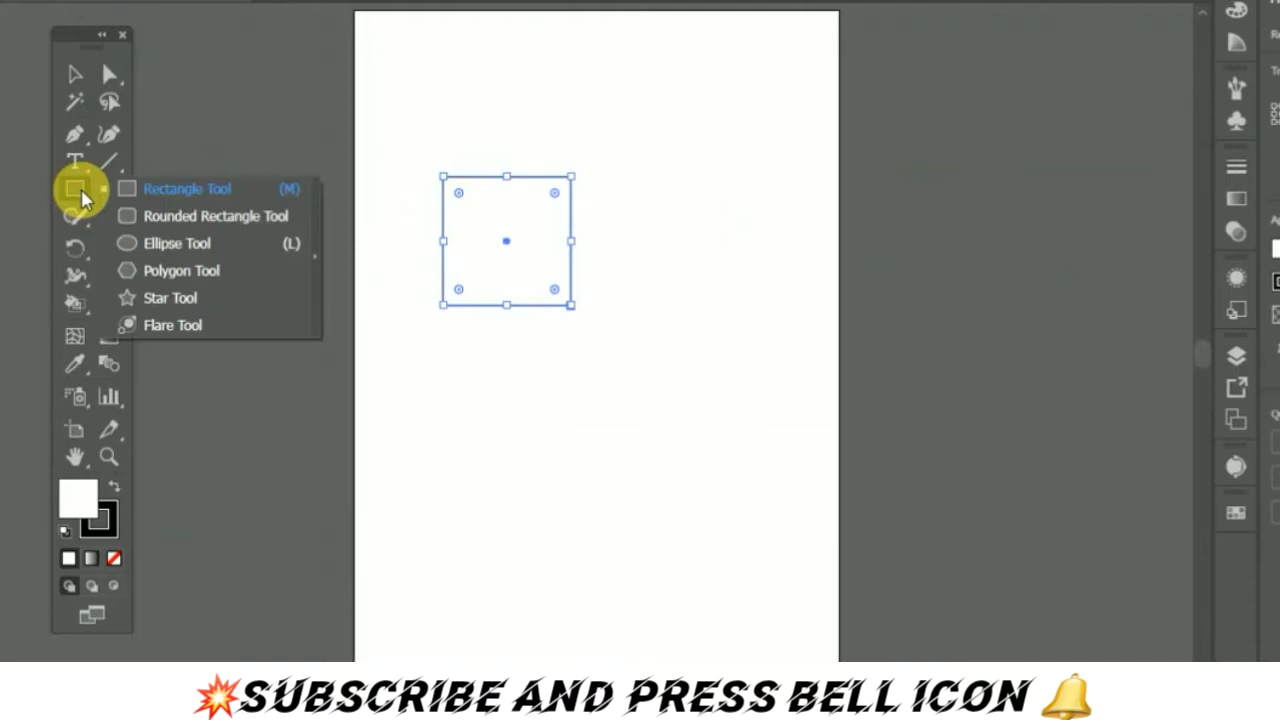 Rectangle Tool (M)
Rounded Rectangle Tool
Ellipse Tool (L)
Polygon Tool
Star Tool
Flare Tool
💥SUBSCRIBE AND PRESS BELL ICON 🔔